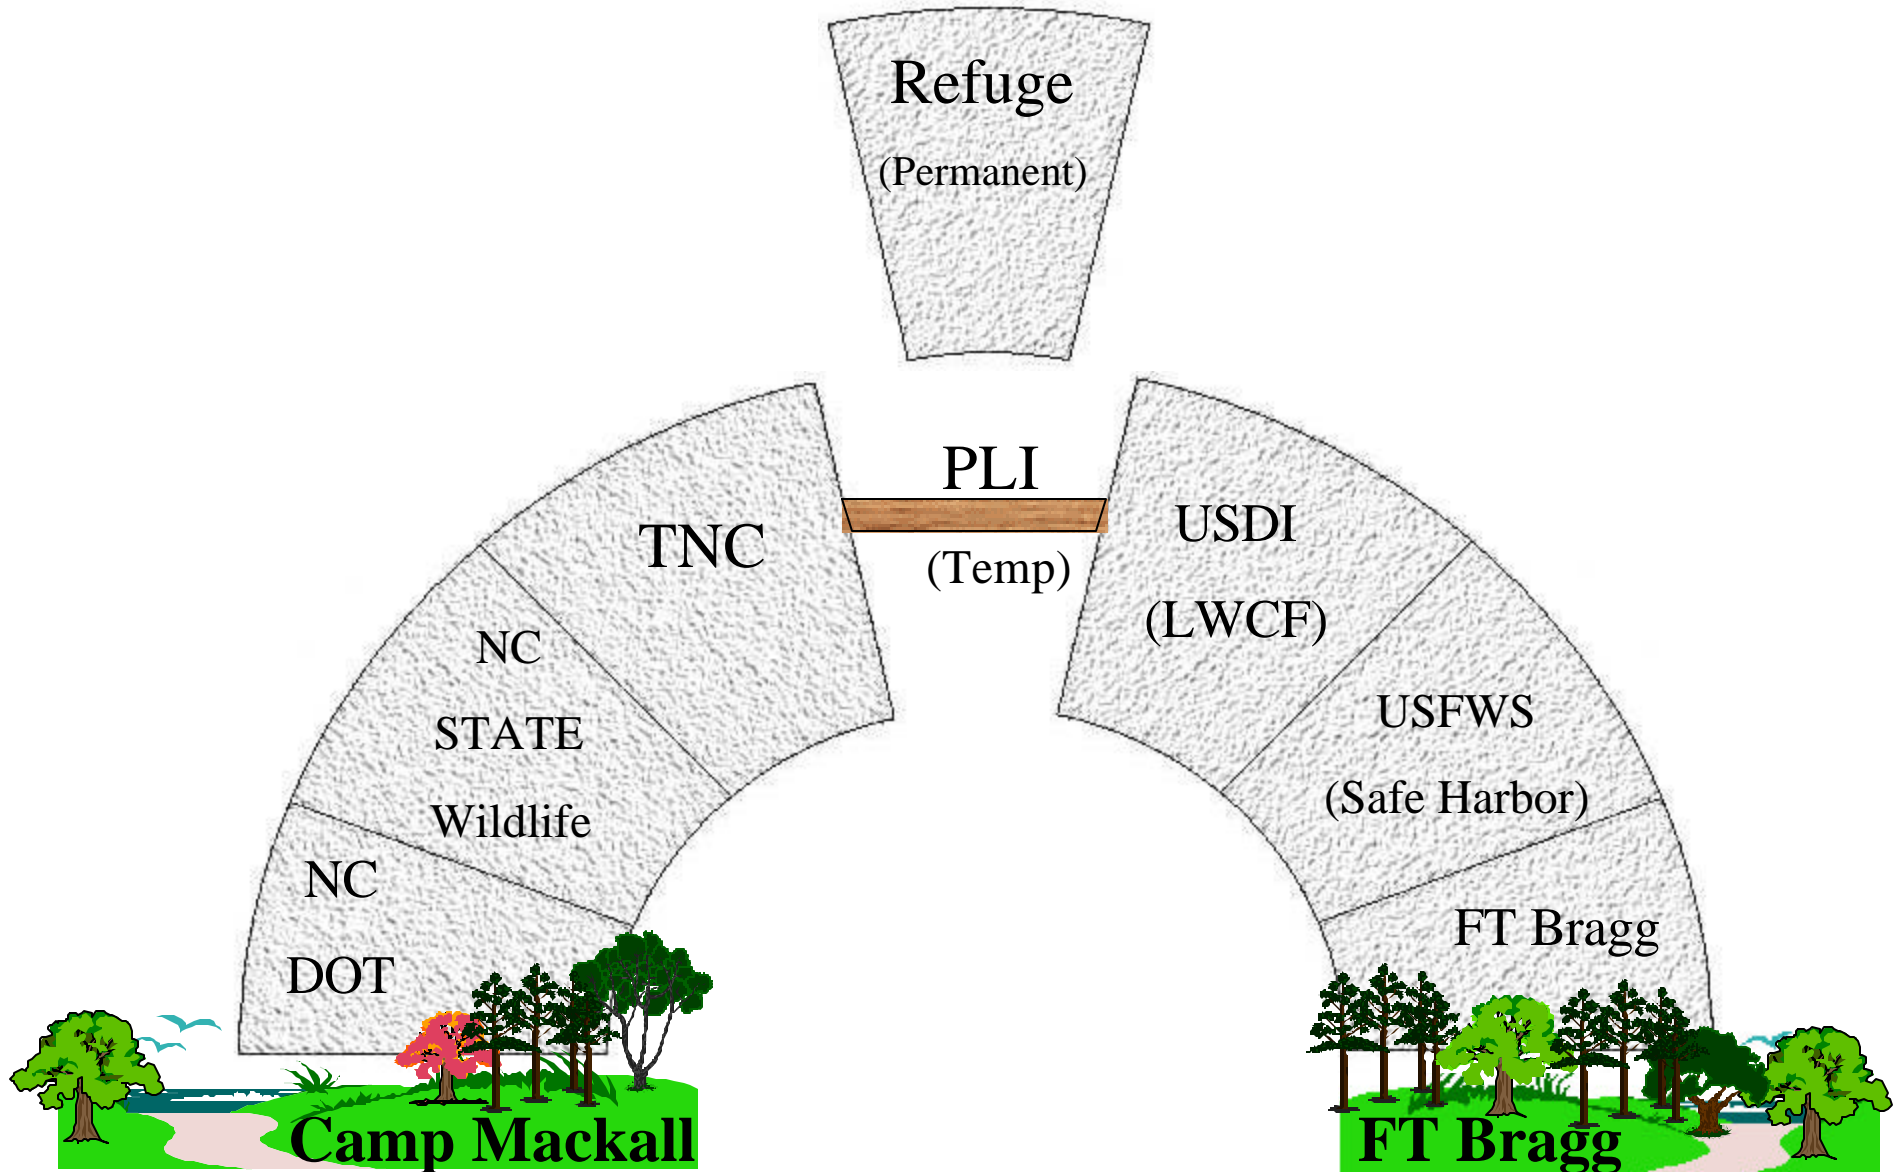 Refuge
(Permanent)
PLI
(Temp)
TNC
USDI
(LWCF)
NC
STATE
Wildlife
USFWS
(Safe Harbor)
NC
DOT
FT Bragg
Camp Mackall
FT Bragg